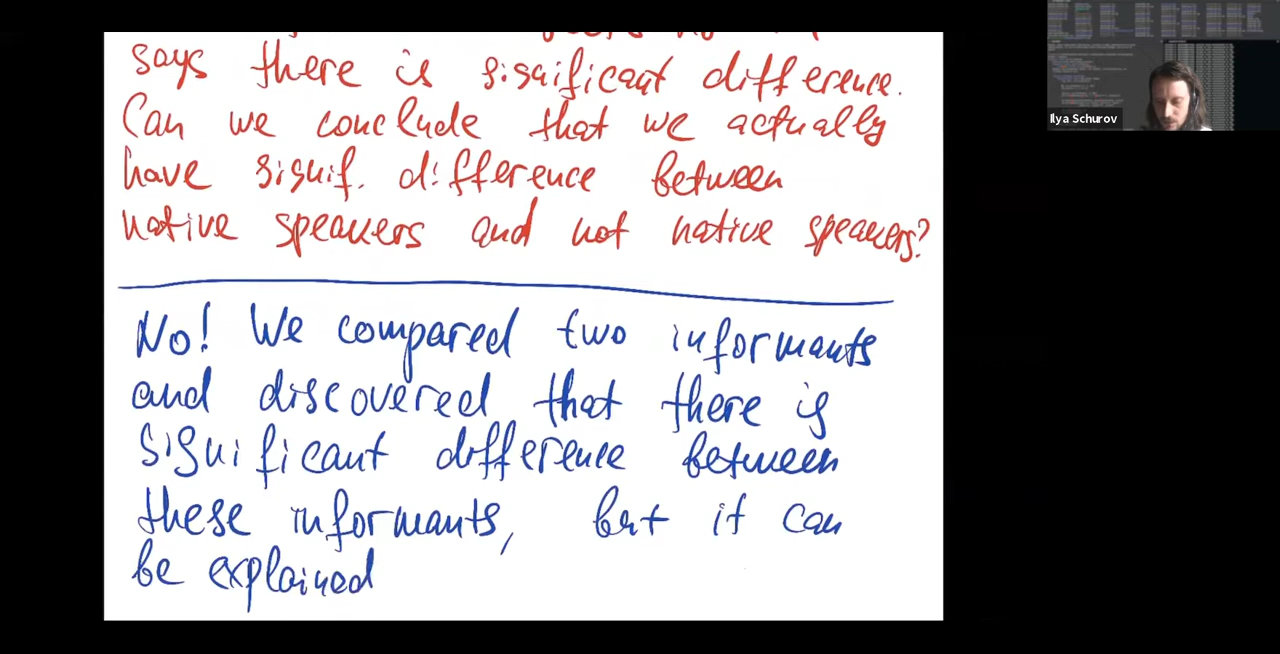 says there is significant difference.
Can we conclude that we actually
have signif. difference between
native speakers and not native speakers?
No! We compared two informants
and discovered that there is
significant difference between
these informants, but it can
be explained
Ilya Schurov